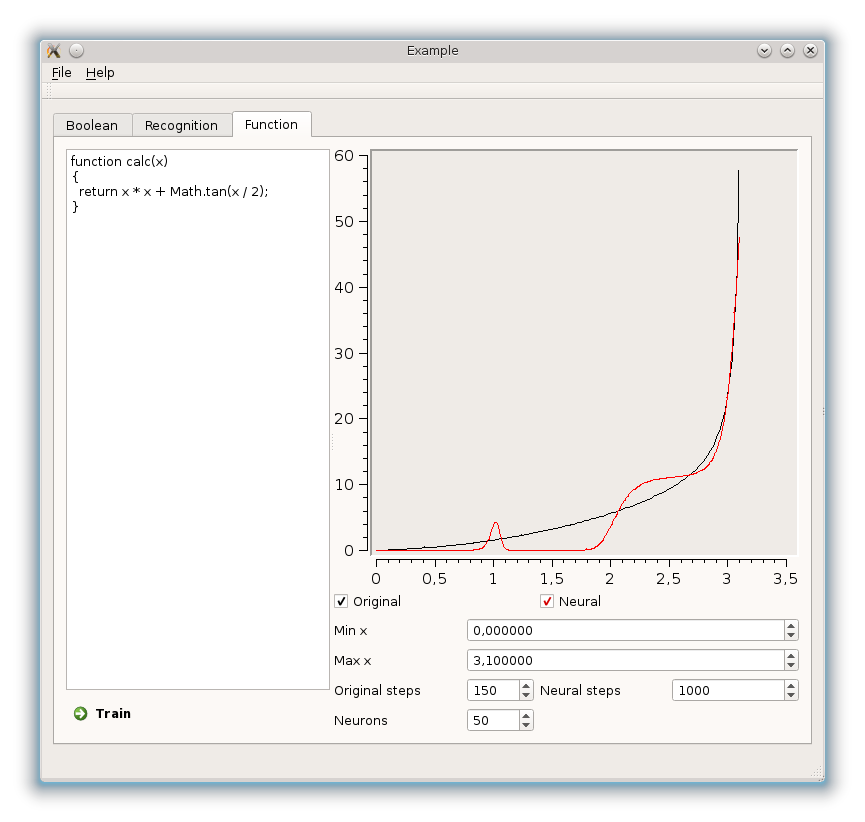 Example
File Help
Boolean Recognition Function
function calc(x)
{
return x * x + Math.tan(x / 2);
}
60
50
40
30
20
10
0
0 0,5 1 1,5 2 2,5 3 3,5
Original Neural
Min x 0,000000
Max x 3,100000
Original steps 150 Neural steps 1000
Neurons 50
Train